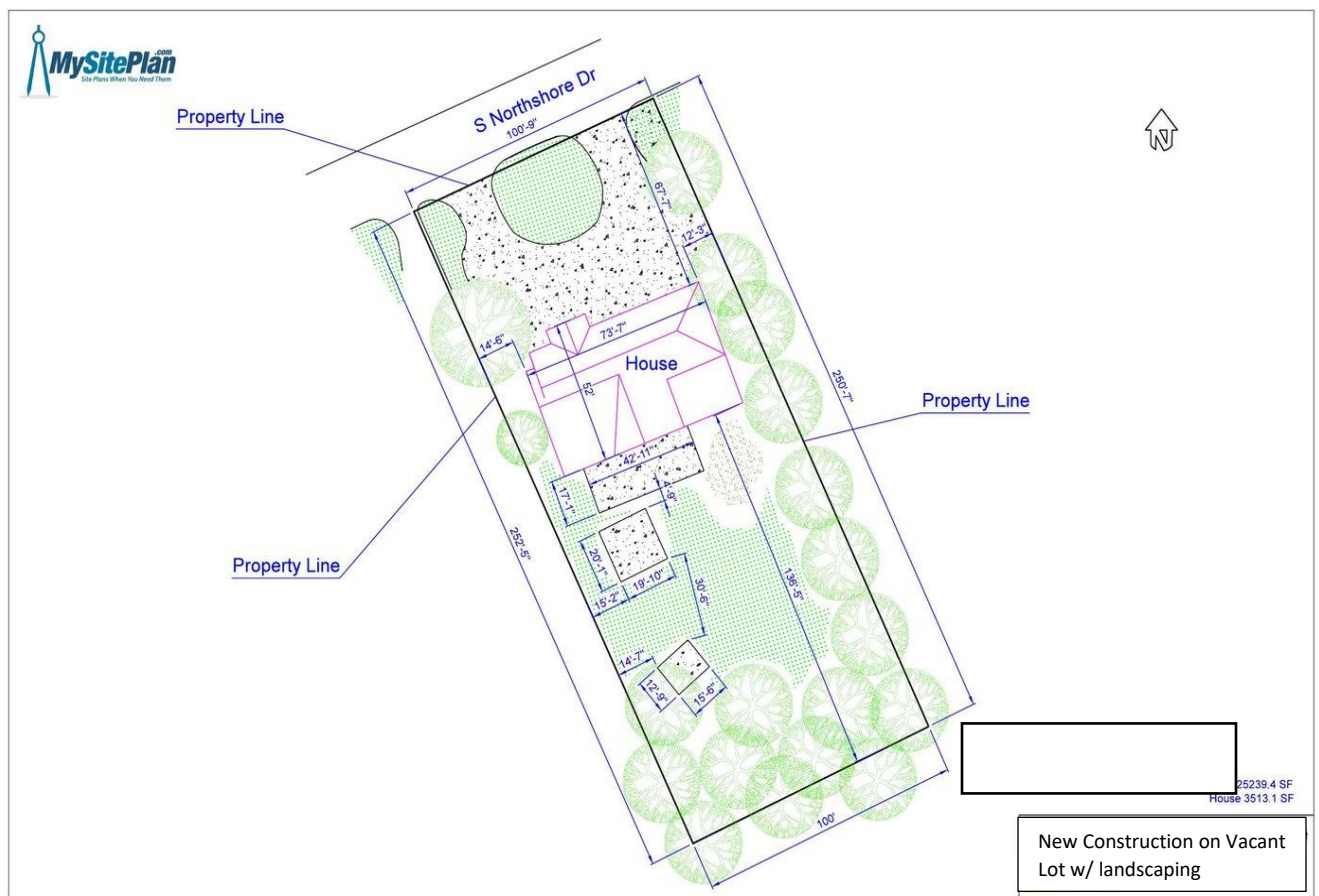 MySitePlan.com
Site Plans When You Need Them
Property Line
S Northshore Dr
100'-9"
N
67'-7"
12'-3"
14'-6"
73'-7"
House
52'
250'-7"
Property Line
42'-11"
4'-9"
17'-1"
252'-5"
Property Line
20'-1"
19'-10"
15'-2"
30'-6"
136'-5"
14'-7"
12'-9"
15'-6"
100'
25239.4 SF
House 3513.1 SF
New Construction on Vacant
Lot w/ landscaping